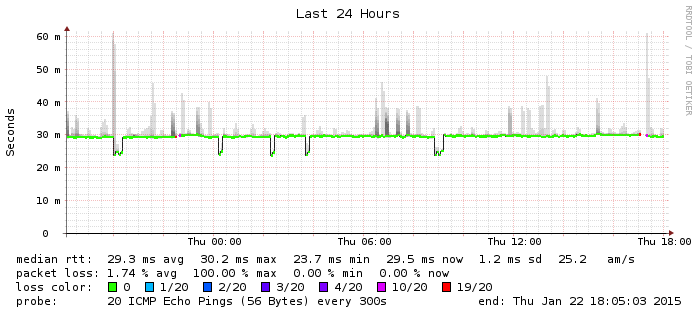 Last 24 Hours
RRDTOOL / TOBI OETIKER
Seconds
60 m
50 m
40 m
30 m
20 m
10 m
0
Thu 00:00 Thu 06:00 Thu 12:00 Thu 18:00
median rtt: 29.3 ms avg 30.2 ms max 23.7 ms min 29.5 ms now 1.2 ms sd 25.2 am/s
packet loss: 1.74 % avg 100.00 % max 0.00 % min 0.00 % now
loss color: 0 1/20 2/20 3/20 4/20 10/20 19/20
probe: 20 ICMP Echo Pings (56 Bytes) every 300s end: Thu Jan 22 18:05:03 2015